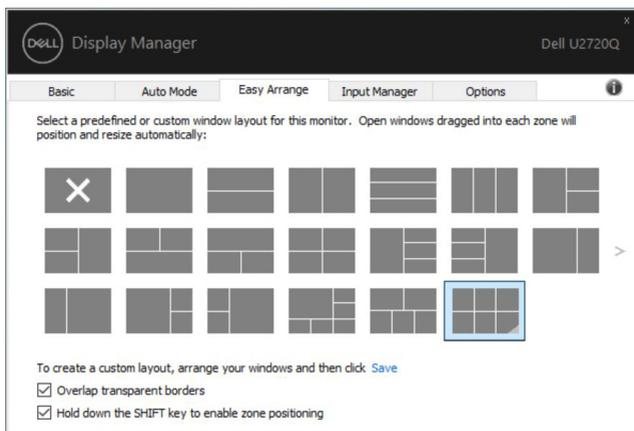 x
DELL Display Manager Dell U2720Q
Basic Auto Mode Easy Arrange Input Manager Options
Select a predefined or custom window layout for this monitor. Open windows dragged into each zone will
position and resize automatically:
>
To create a custom layout, arrange your windows and then click Save
Overlap transparent borders
Hold down the SHIFT key to enable zone positioning